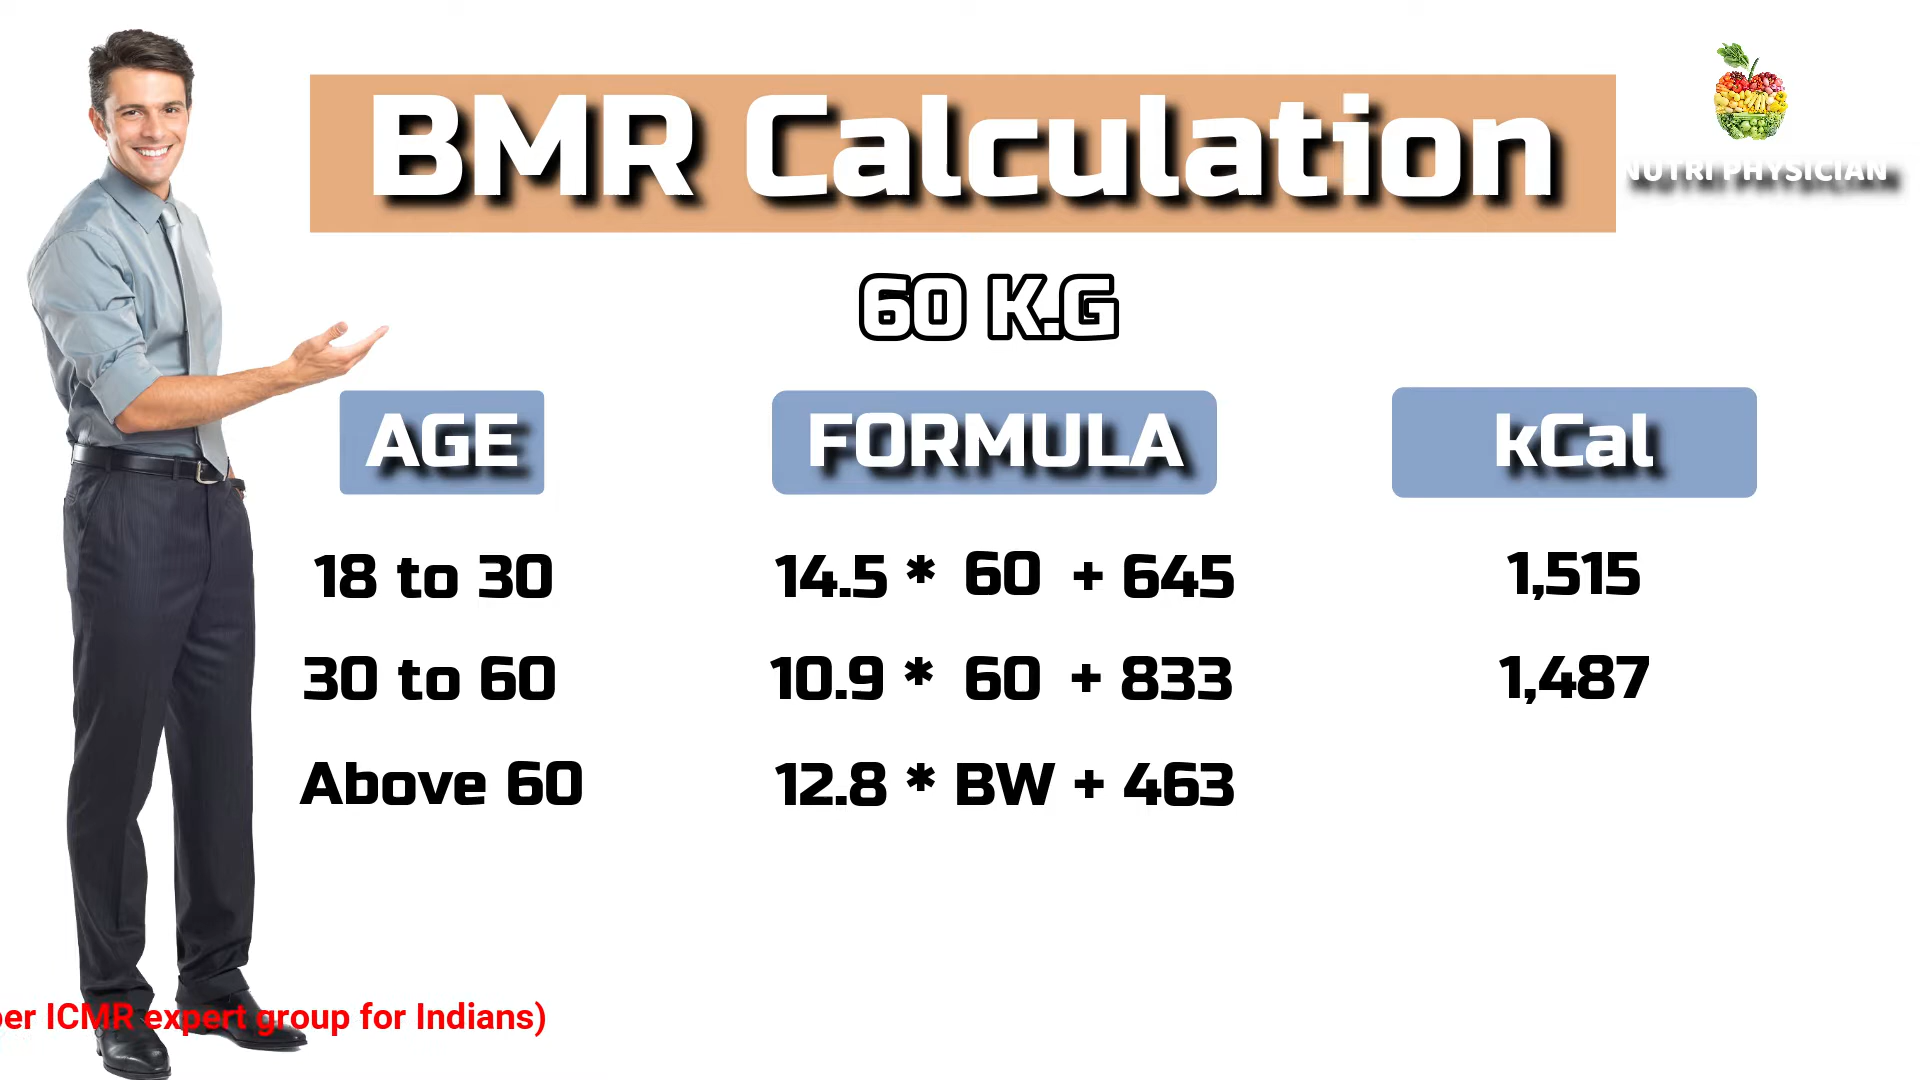 BMR Calculation
NUTRI PHYSICIAN
60 K.G
AGE FORMULA kCal
18 to 30 14.5 * 60 + 645 1,515
30 to 60 10.9 * 60 + 833 1,487
Above 60 12.8 * BW + 463
per ICMR expert group for Indians)